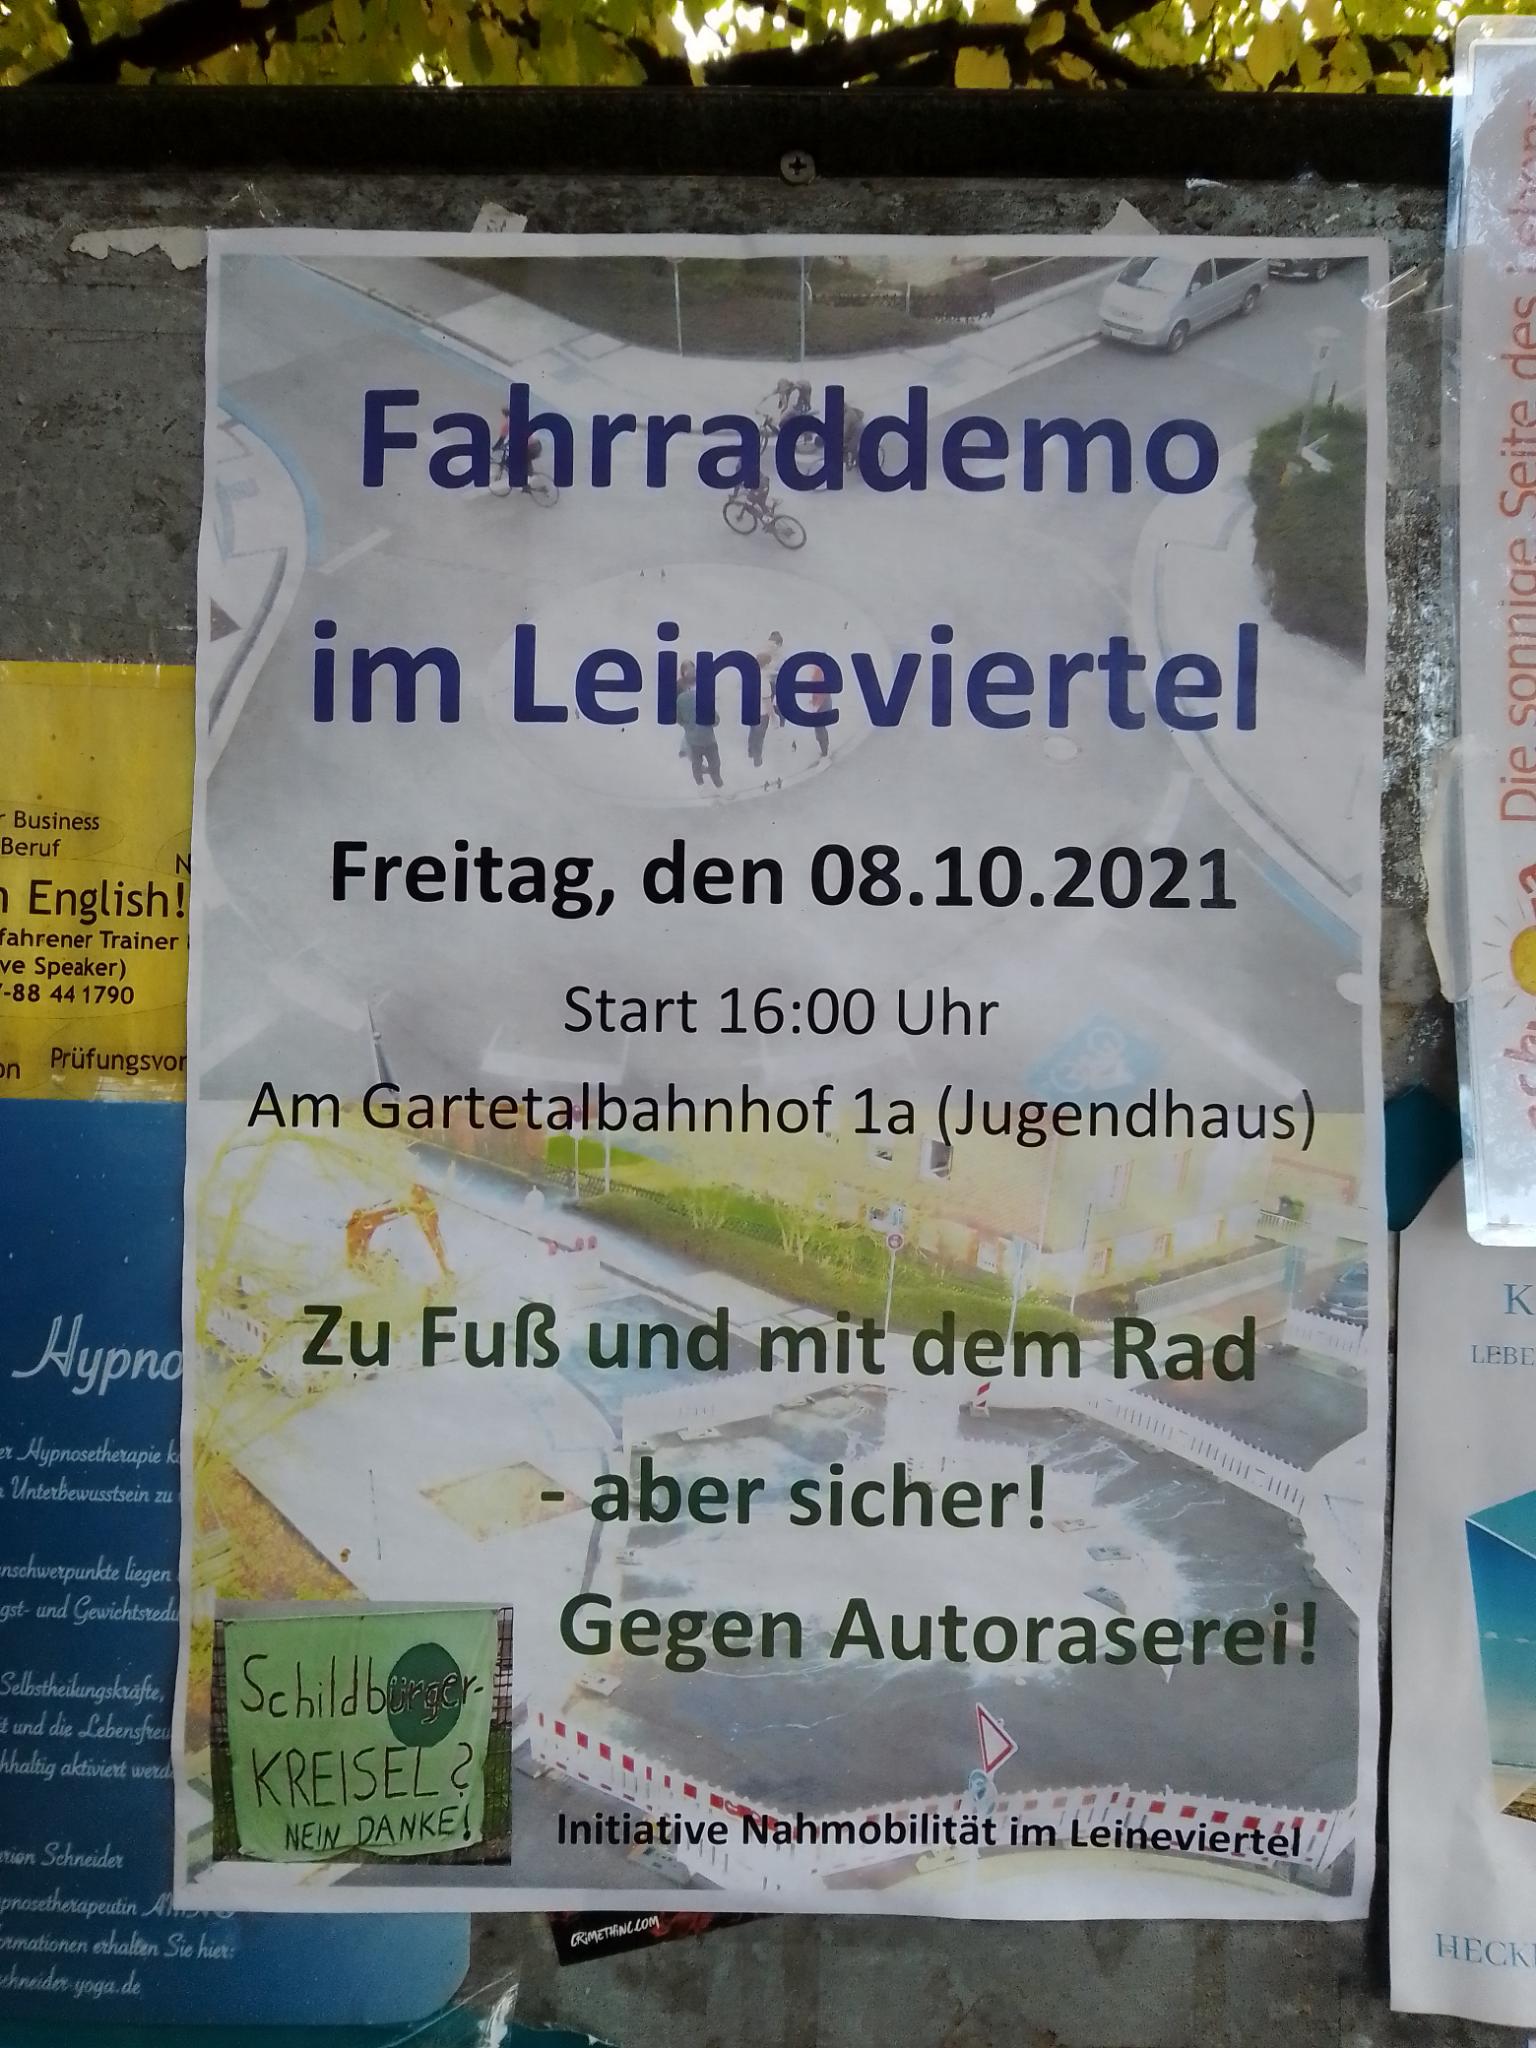 Fahrraddemo
im Leineviertel
Freitag, den 08.10.2021
Start 16:00 Uhr
Am Gartetalbahnhof 1a (Jugendhaus)
Zu Fuß und mit dem Rad
- aber sicher!
Gegen Autoraserei!
Schildbürger-
KREISEL?
NEIN DANKE!
Initiative Nahmobilität im Leineviertel
CRIMETHINC.COM
Business
Beruf
English!
fahrener Trainer
ve Speaker)
-88 44 1790
on Prüfungsvor
Hypno
er Hypnosetherapie k
Unterbewusstsein zu
nschwerpunkte liegen
gst- und Gewichtsredu
Selbstheilungskräfte,
t und die Lebensfreu
hhaltig aktiviert werd
rion Schneider
pnosetherapeutin
ormationen erhalten Sie hier:
chneider-yoga.de
Die sonnige Seite des
K
LEBE
HECK